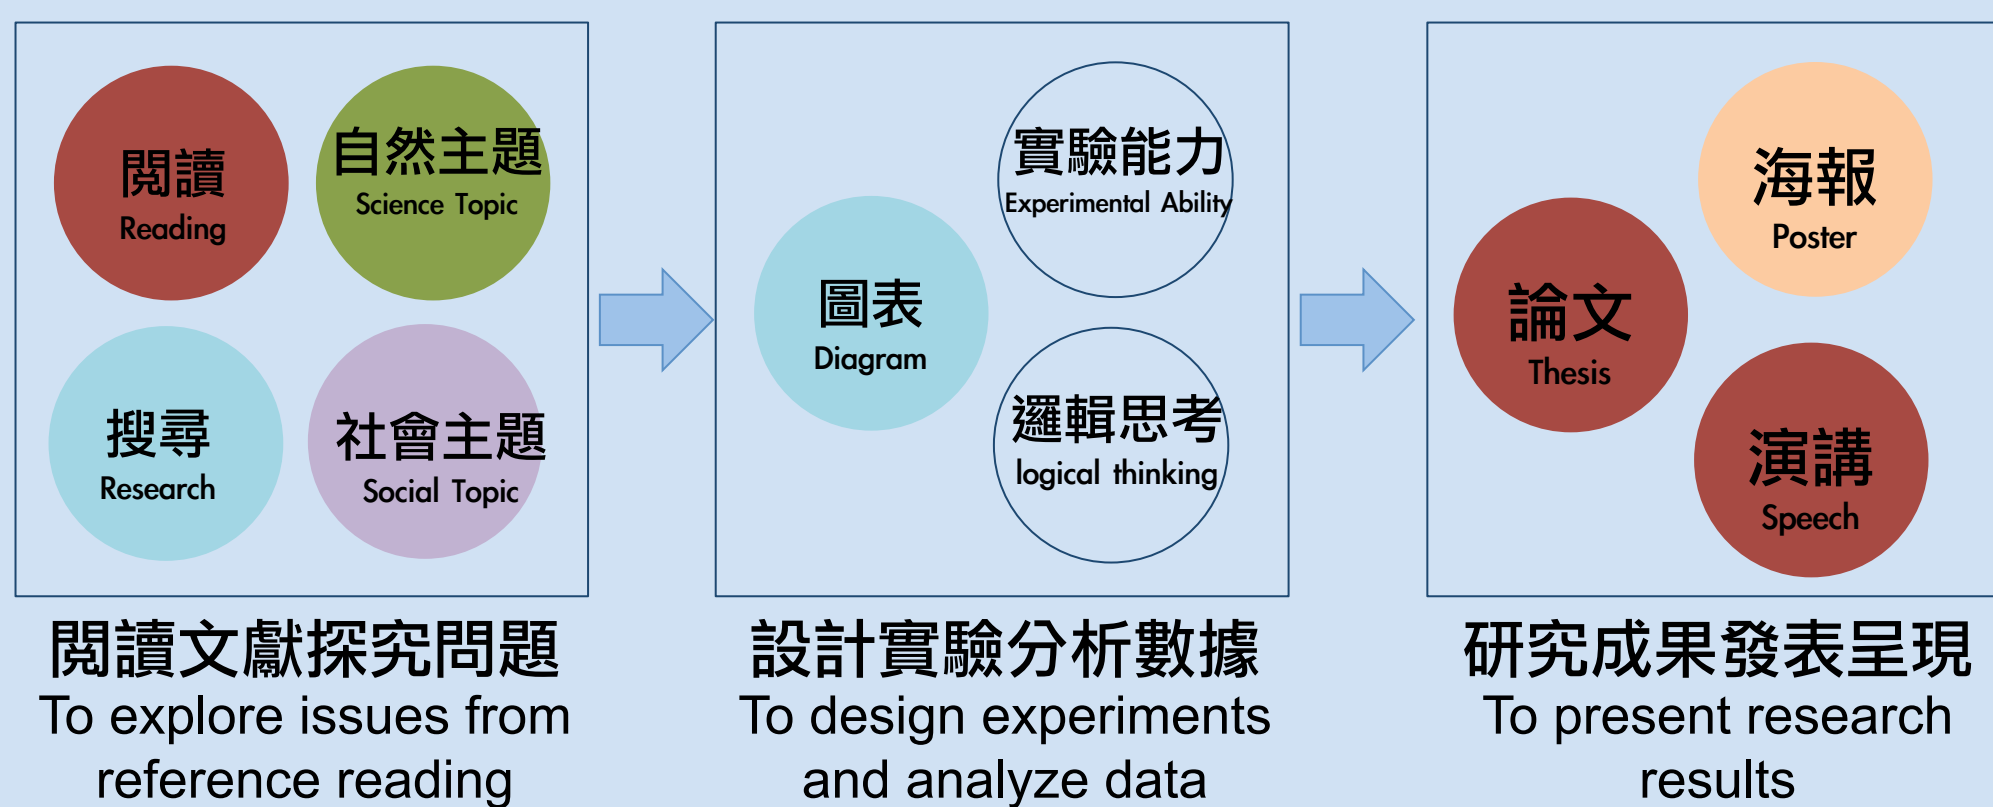 閱讀
Reading
自然主題
Science Topic
搜尋
Research
社會主題
Social Topic
閱讀文獻探究問題
To explore issues from
reference reading
實驗能力
Experimental Ability
圖表
Diagram
邏輯思考
logical thinking
設計實驗分析數據
To design experiments
and analyze data
海報
Poster
論文
Thesis
演講
Speech
研究成果發表呈現
To present research
results